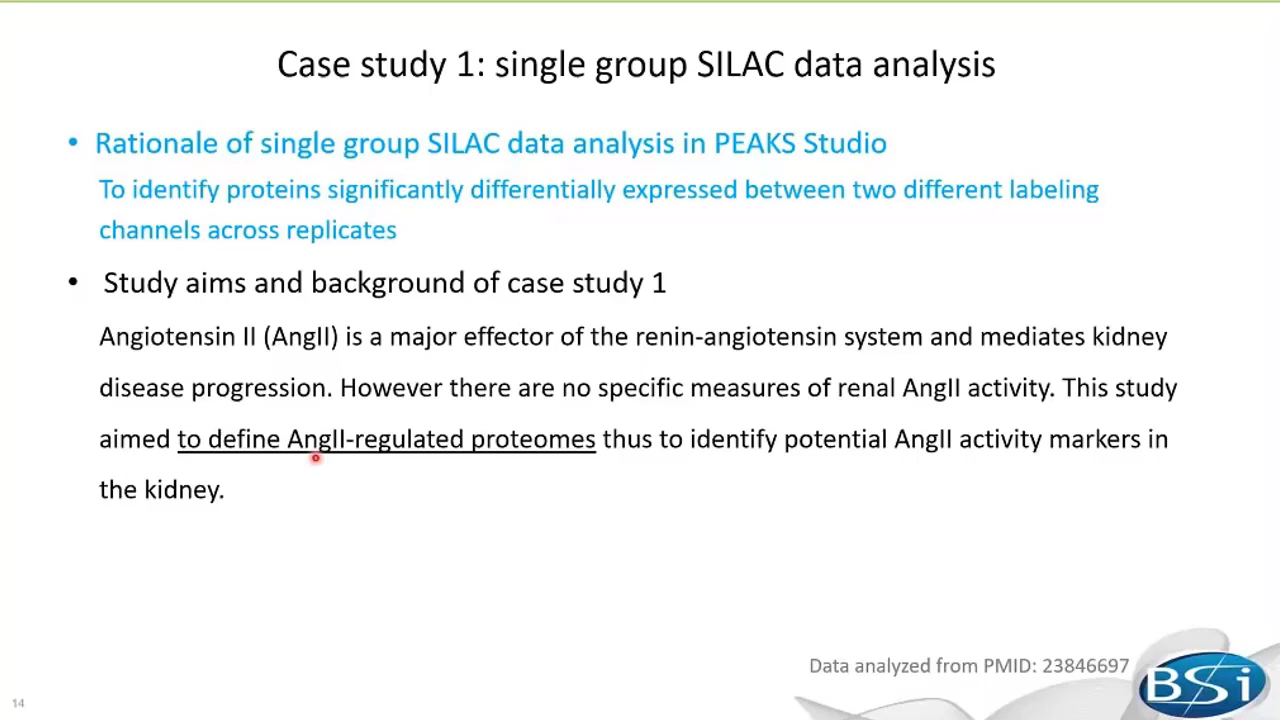 Case study 1: single group SILAC data analysis
• Rationale of single group SILAC data analysis in PEAKS Studio
To identify proteins significantly differentially expressed between two different labeling
channels across replicates
• Study aims and background of case study 1
Angiotensin II (AngII) is a major effector of the renin-angiotensin system and mediates kidney
disease progression. However there are no specific measures of renal AngII activity. This study
aimed to define AngII-regulated proteomes thus to identify potential AngII activity markers in
the kidney.
Data analyzed from PMID: 23846697
BSi
14